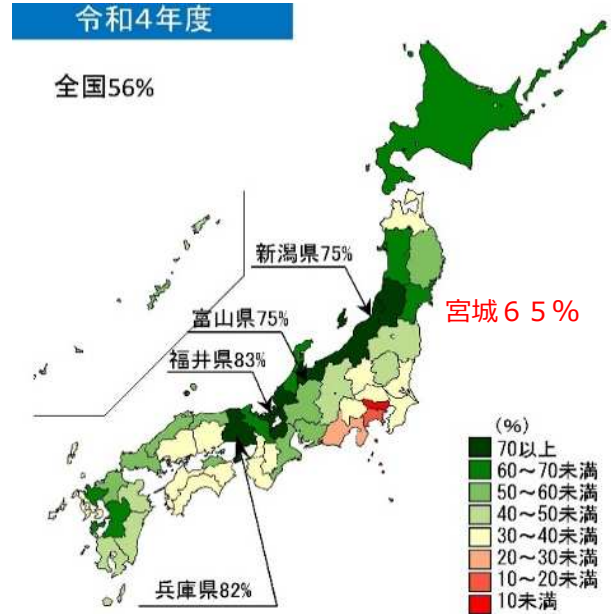 令和4年度
全国56%
新潟県75%
富山県75%
福井県83%
宮城６５％
兵庫県82%
(%)
70以上
60～70未満
50～60未満
40～50未満
30～40未満
20～30未満
10～20未満
10未満